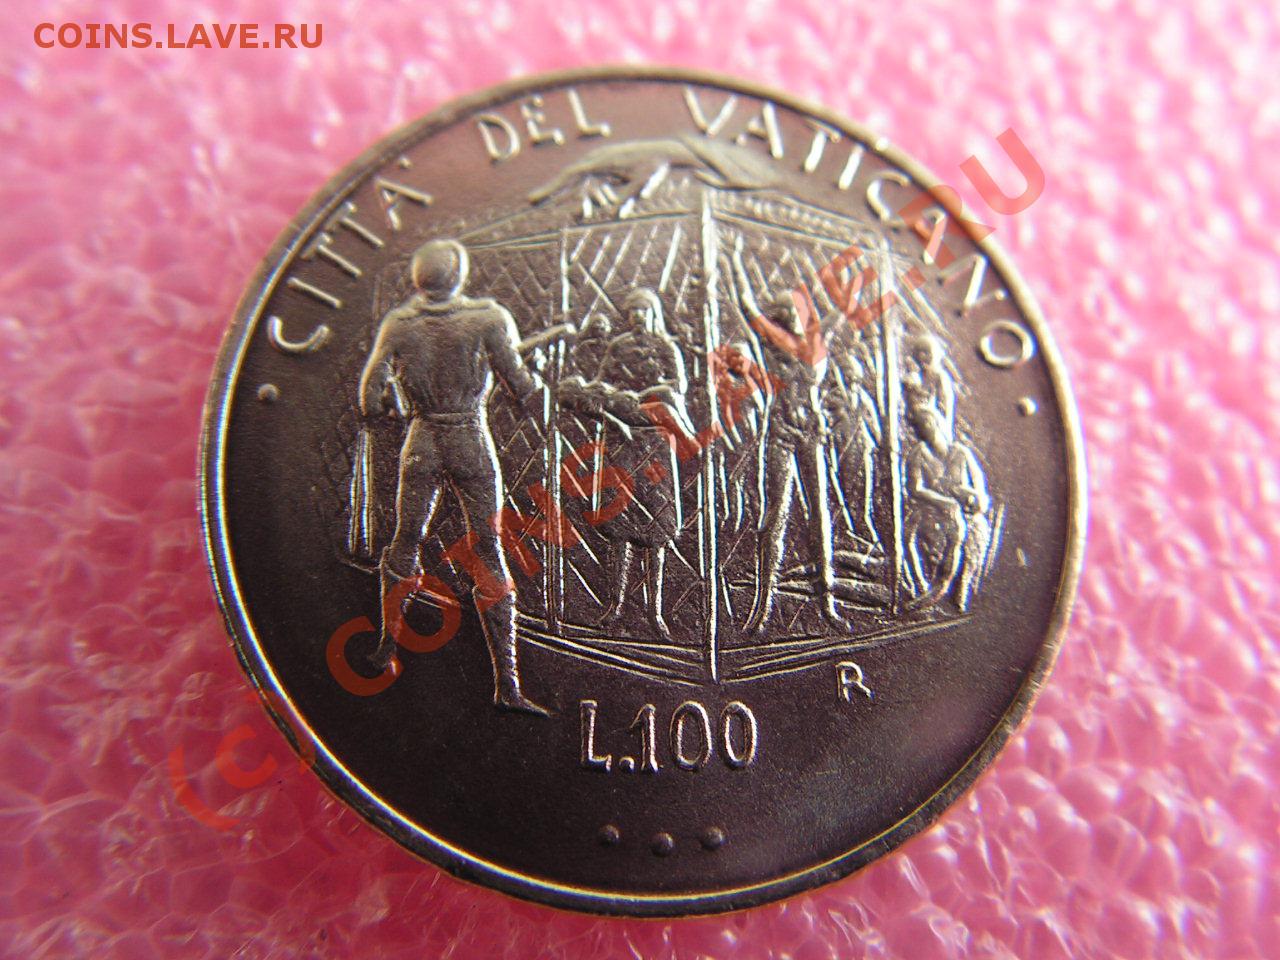 COINS.LAVE.RU
· CITTA' DEL VATICANO ·
(c) COINS.LAVE.RU
R
L.100